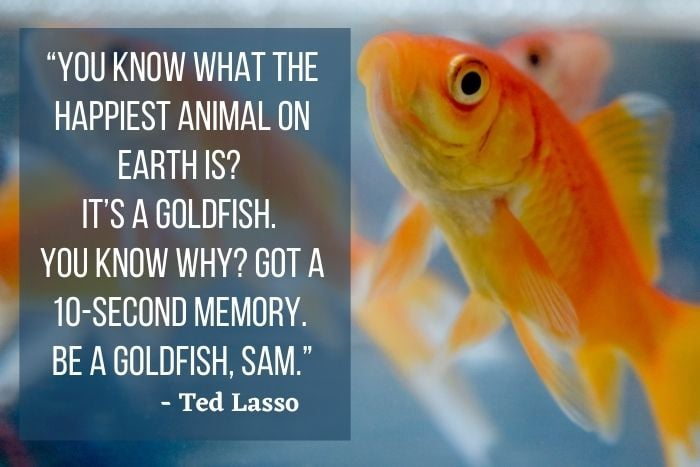 “YOU KNOW WHAT THE
HAPPIEST ANIMAL ON
EARTH IS?
IT’S A GOLDFISH.
YOU KNOW WHY? GOT A
10-SECOND MEMORY.
BE A GOLDFISH, SAM.”
- Ted Lasso